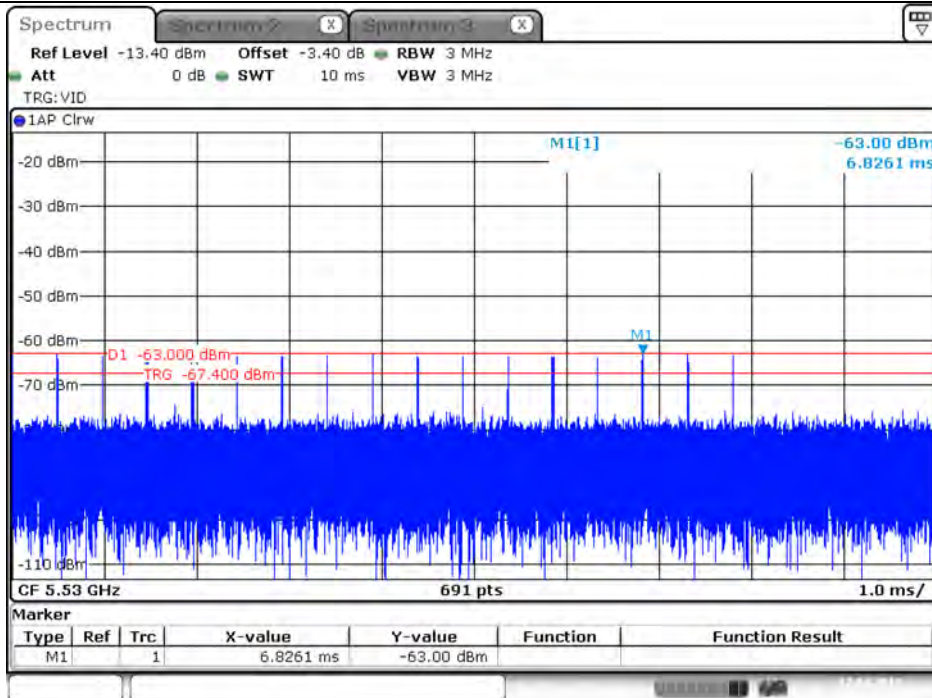 Spectrum Spectrum 2 X Spectrum 3 X
Ref Level -13.40 dBm Offset -3.40 dB RBW 3 MHz
Att 0 dB SWT 10 ms VBW 3 MHz
TRG:VID
1AP Clrw
M1[1] -63.00 dBm
6.8261 ms
-20 dBm
-30 dBm
-40 dBm
-50 dBm
-60 dBm
M1
D1 -63.000 dBm
TRG -67.400 dBm
-70 dBm
-110 dBm
CF 5.53 GHz 691 pts 1.0 ms/
Marker
Type Ref Trc X-value Y-value Function Function Result
M1 1 6.8261 ms -63.00 dBm